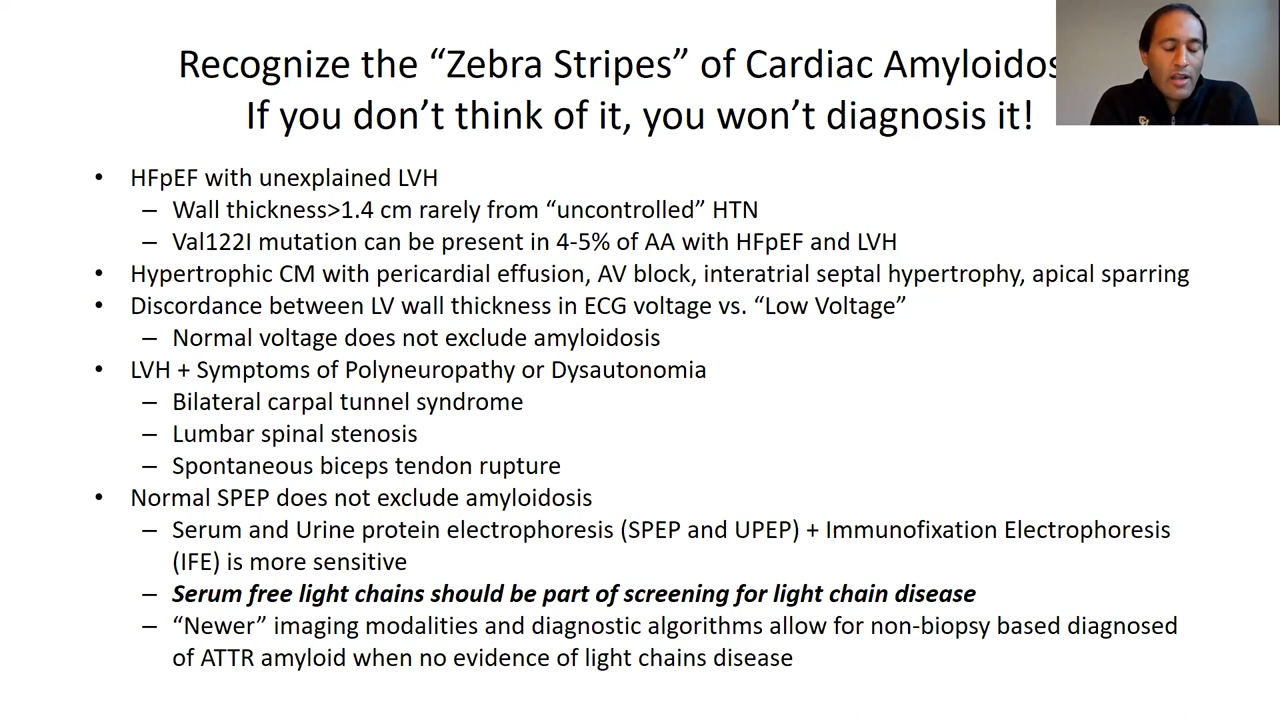 Recognize the “Zebra Stripes” of Cardiac
If you don’t think of it, you won’t diagnosis it!
• HFpEF with unexplained LVH
– Wall thickness>1.4 cm rarely from “uncontrolled” HTN
– Val122I mutation can be present in 4-5% of AA with HFpEF and LVH
• Hypertrophic CM with pericardial effusion, AV block, interatrial septal hypertrophy, apical sparring
• Discordance between LV wall thickness in ECG voltage vs. “Low Voltage”
– Normal voltage does not exclude amyloidosis
• LVH + Symptoms of Polyneuropathy or Dysautonomia
– Bilateral carpal tunnel syndrome
– Lumbar spinal stenosis
– Spontaneous biceps tendon rupture
• Normal SPEP does not exclude amyloidosis
– Serum and Urine protein electrophoresis (SPEP and UPEP) + Immunofixation Electrophoresis
(IFE) is more sensitive
– Serum free light chains should be part of screening for light chain disease
– “Newer” imaging modalities and diagnostic algorithms allow for non-biopsy based diagnosed
of ATTR amyloid when no evidence of light chains disease